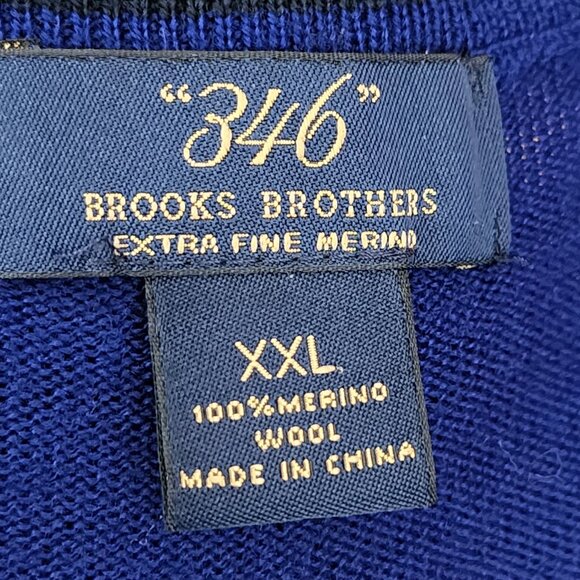 “346”
BROOKS BROTHERS
EXTRA FINE MERINO
XXL
100% MERINO
WOOL
MADE IN CHINA